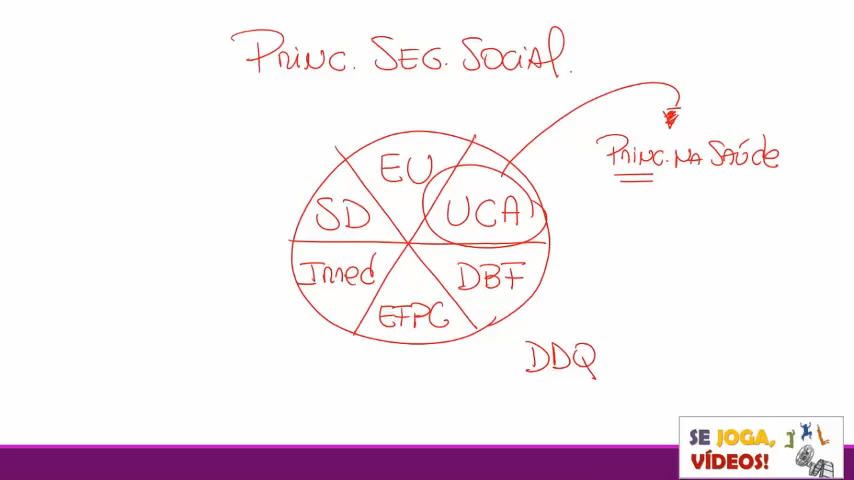 PRINC. SEG. SOCIAL.
PRINC. NA SAÚDE
EU
SD
UCA
Imed
DBF
EFPC
DDQ
SE JOGA,
VÍDEOS!